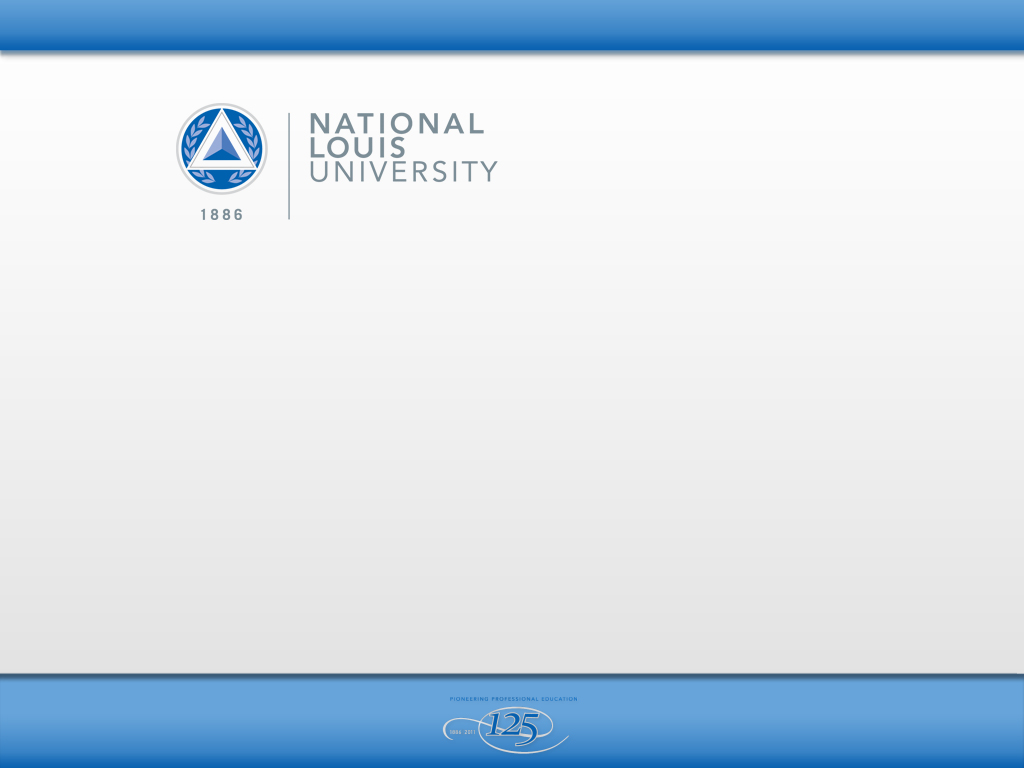 NATIONAL
LOUIS
UNIVERSITY
1886
PIONEERING PROFESSIONAL EDUCATION
125
1886 2011